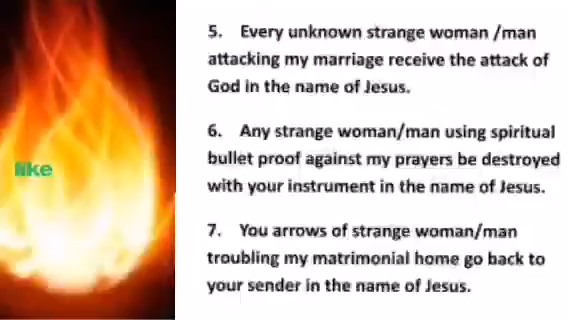 5. Every unknown strange woman /man
attacking my marriage receive the attack of
God in the name of Jesus.
6. Any strange woman/man using spiritual
bullet proof against my prayers be destroyed
with your instrument in the name of Jesus.
7. You arrows of strange woman/man
troubling my matrimonial home go back to
your sender in the name of Jesus.